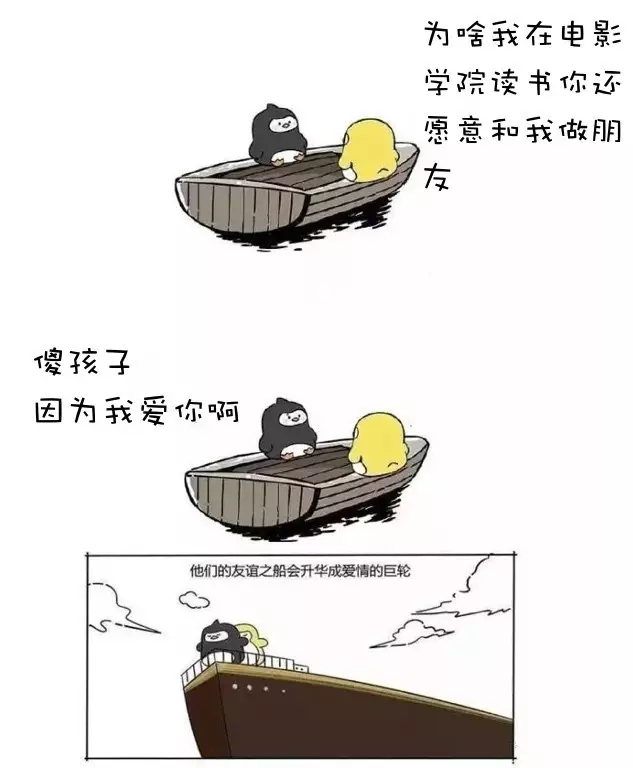 为啥我在电影
学院读书你还
愿意和我做朋
友
傻孩子
因为我爱你啊
他们的友谊之船会升华成爱情的巨轮